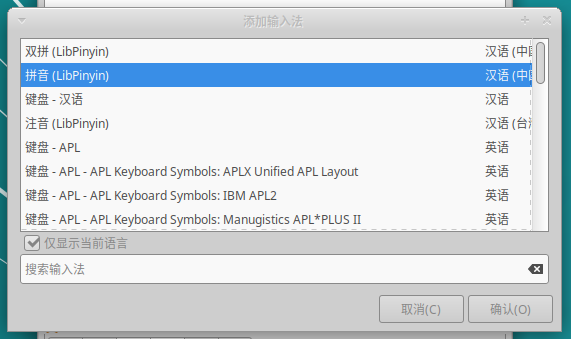 添加输入法
双拼 (LibPinyin) 汉语 (中
拼音 (LibPinyin) 汉语 (中
键盘 - 汉语 汉语
注音 (LibPinyin) 汉语 (台
键盘 - APL 英语
键盘 - APL - APL Keyboard Symbols: APLX Unified APL Layout 英语
键盘 - APL - APL Keyboard Symbols: IBM APL2 英语
键盘 - APL - APL Keyboard Symbols: Manugistics APL*PLUS II 英语
仅显示当前语言
搜索输入法
取消(C) 确认(O)